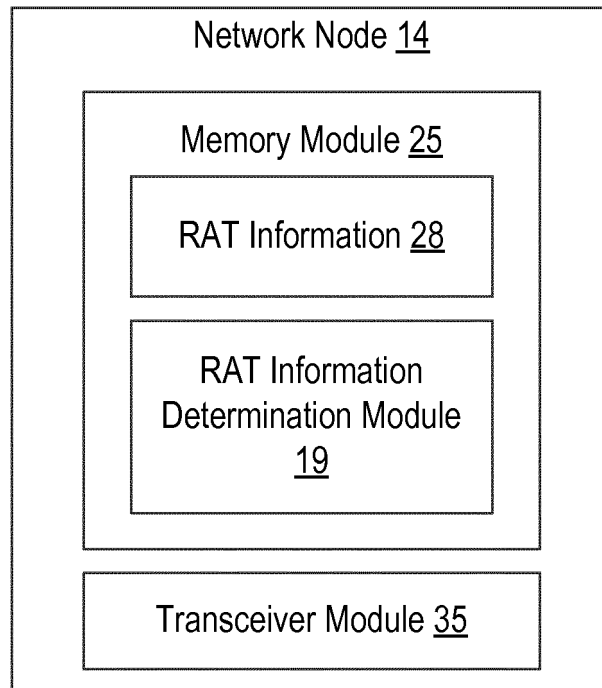 Network Node 14
Memory Module 25
RAT Information 28
RAT Information
Determination Module
19
Transceiver Module 35